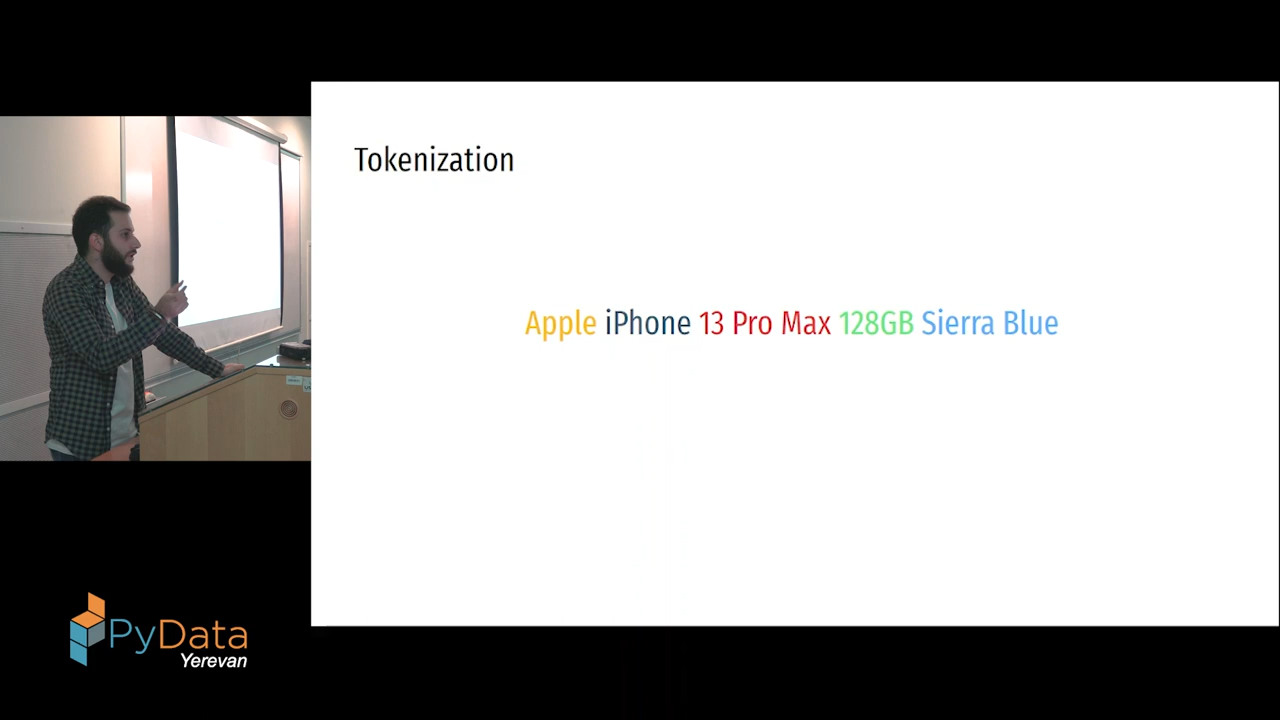 Tokenization
Apple iPhone 13 Pro Max 128GB Sierra Blue
PyData
Yerevan